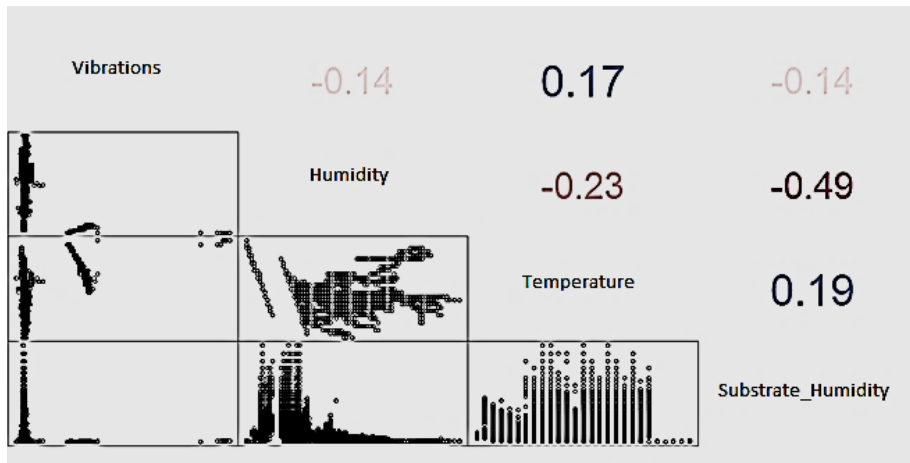 Vibrations
-0.14
0.17
-0.14
Humidity
-0.23
-0.49
Temperature
0.19
Substrate_Humidity